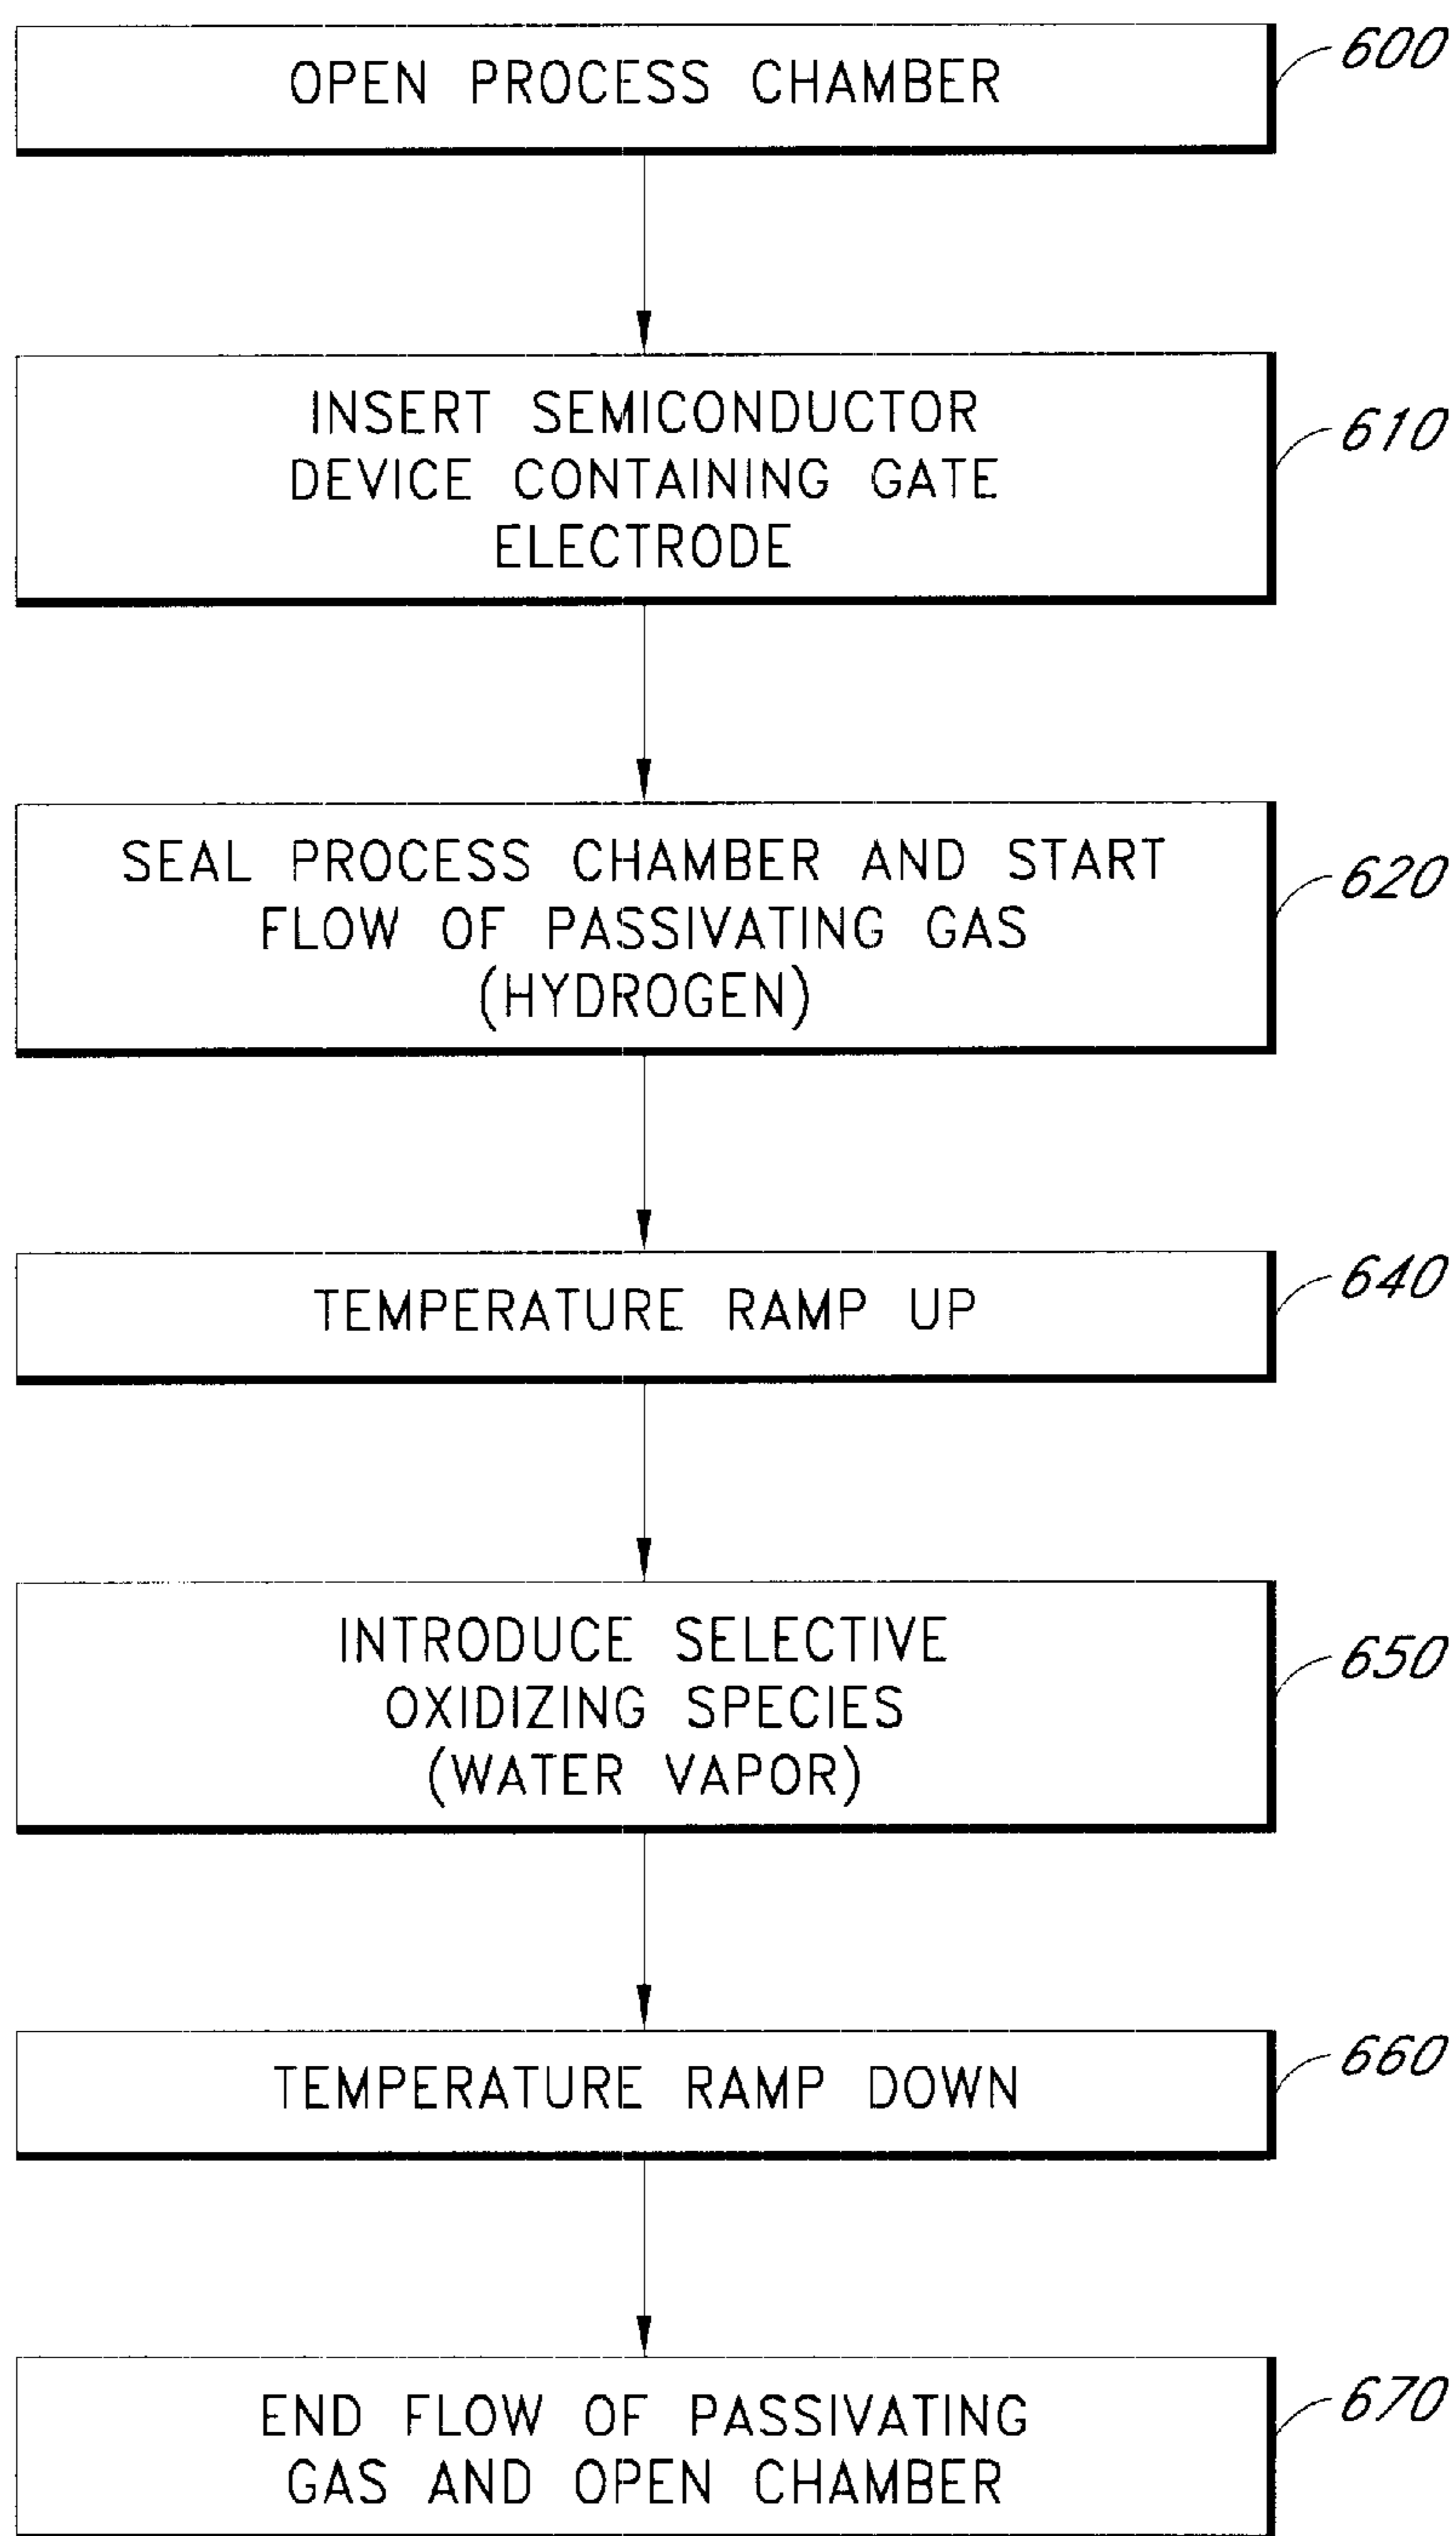 OPEN PROCESS CHAMBER
600
INSERT SEMICONDUCTOR
DEVICE CONTAINING GATE
ELECTRODE
610
SEAL PROCESS CHAMBER AND START
FLOW OF PASSIVATING GAS
(HYDROGEN)
620
TEMPERATURE RAMP UP
640
INTRODUCE SELECTIVE
OXIDIZING SPECIES
(WATER VAPOR)
650
TEMPERATURE RAMP DOWN
660
END FLOW OF PASSIVATING
GAS AND OPEN CHAMBER
670